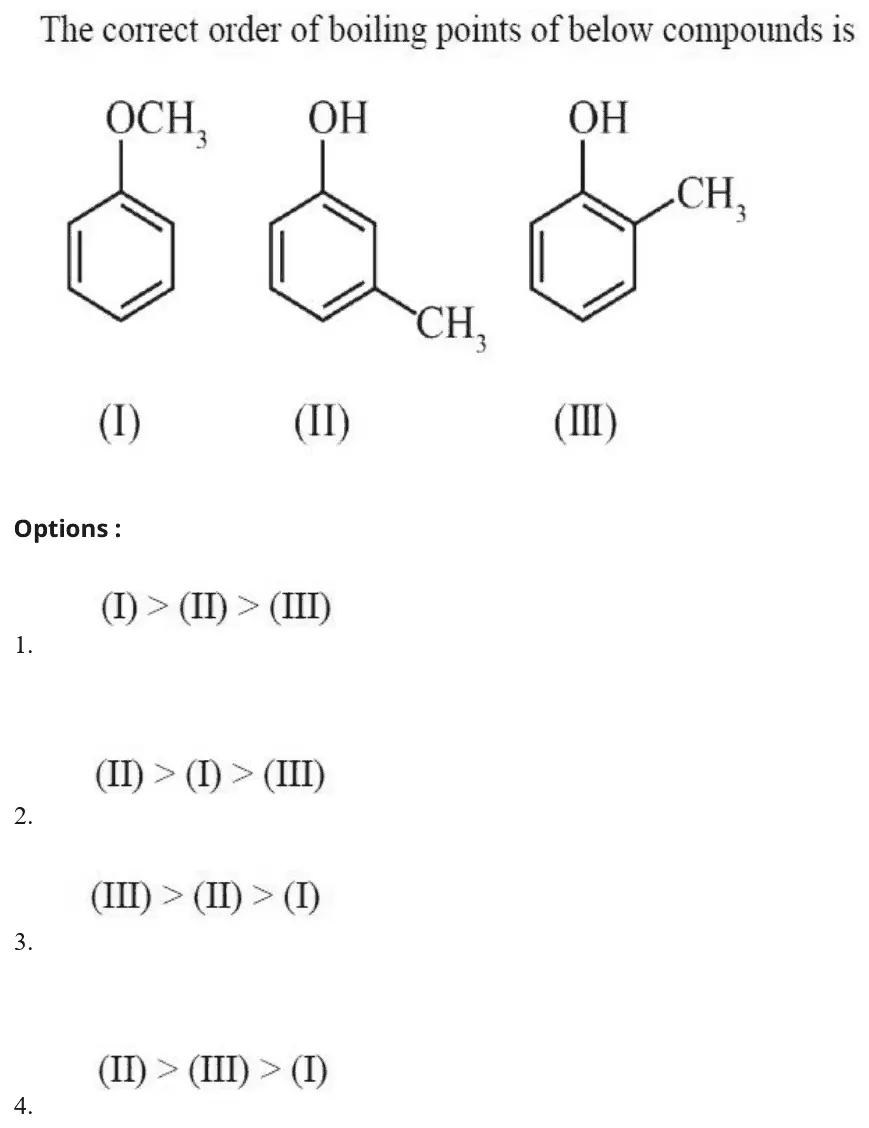 The correct order of boiling points of below compounds is
OCH₃ OH OH
CH₃
CH₃
(I) (II) (III)
Options :
(I) > (II) > (III)
1.
(II) > (I) > (III)
2.
(III) > (II) > (I)
3.
(II) > (III) > (I)
4.